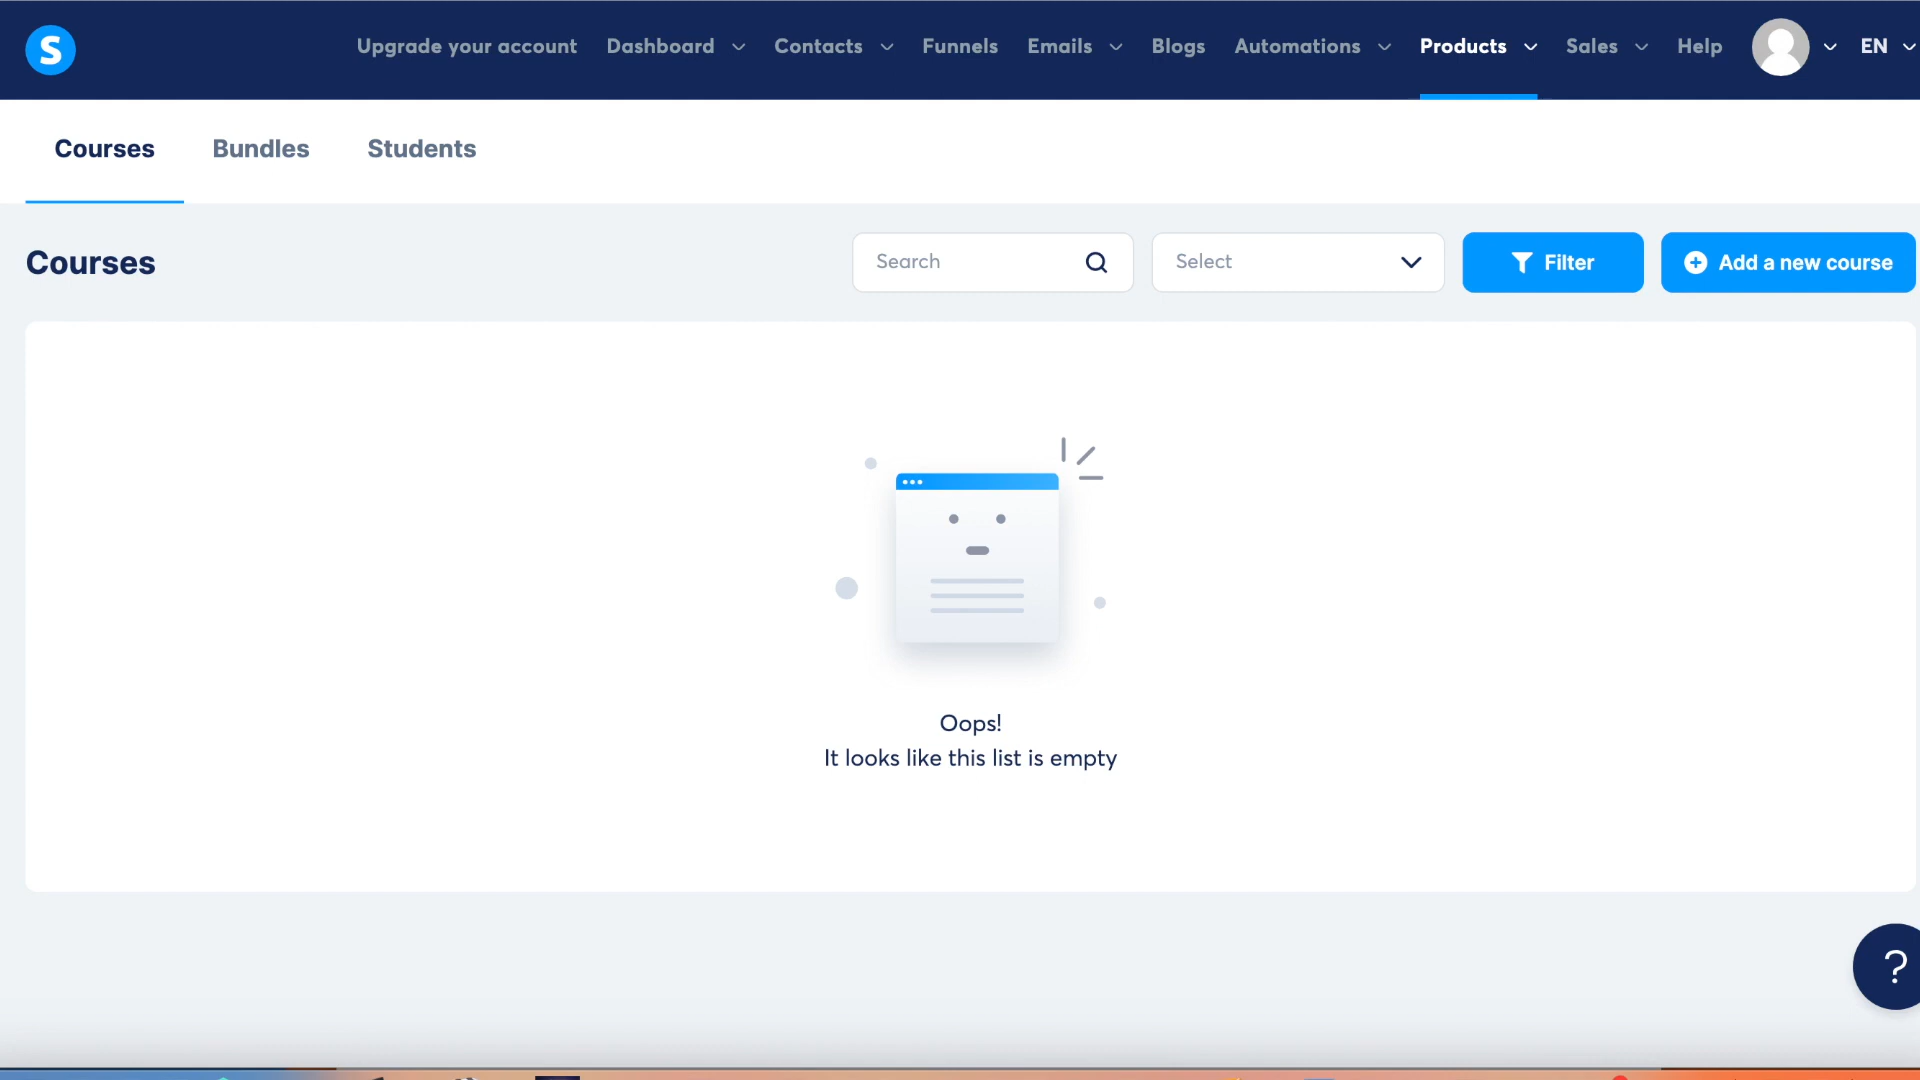 S
Upgrade your account Dashboard Contacts Funnels Emails Blogs Automations Products Sales Help EN
Courses Bundles Students
Courses
Search
Select
Filter
Add a new course
Oops!
It looks like this list is empty
?